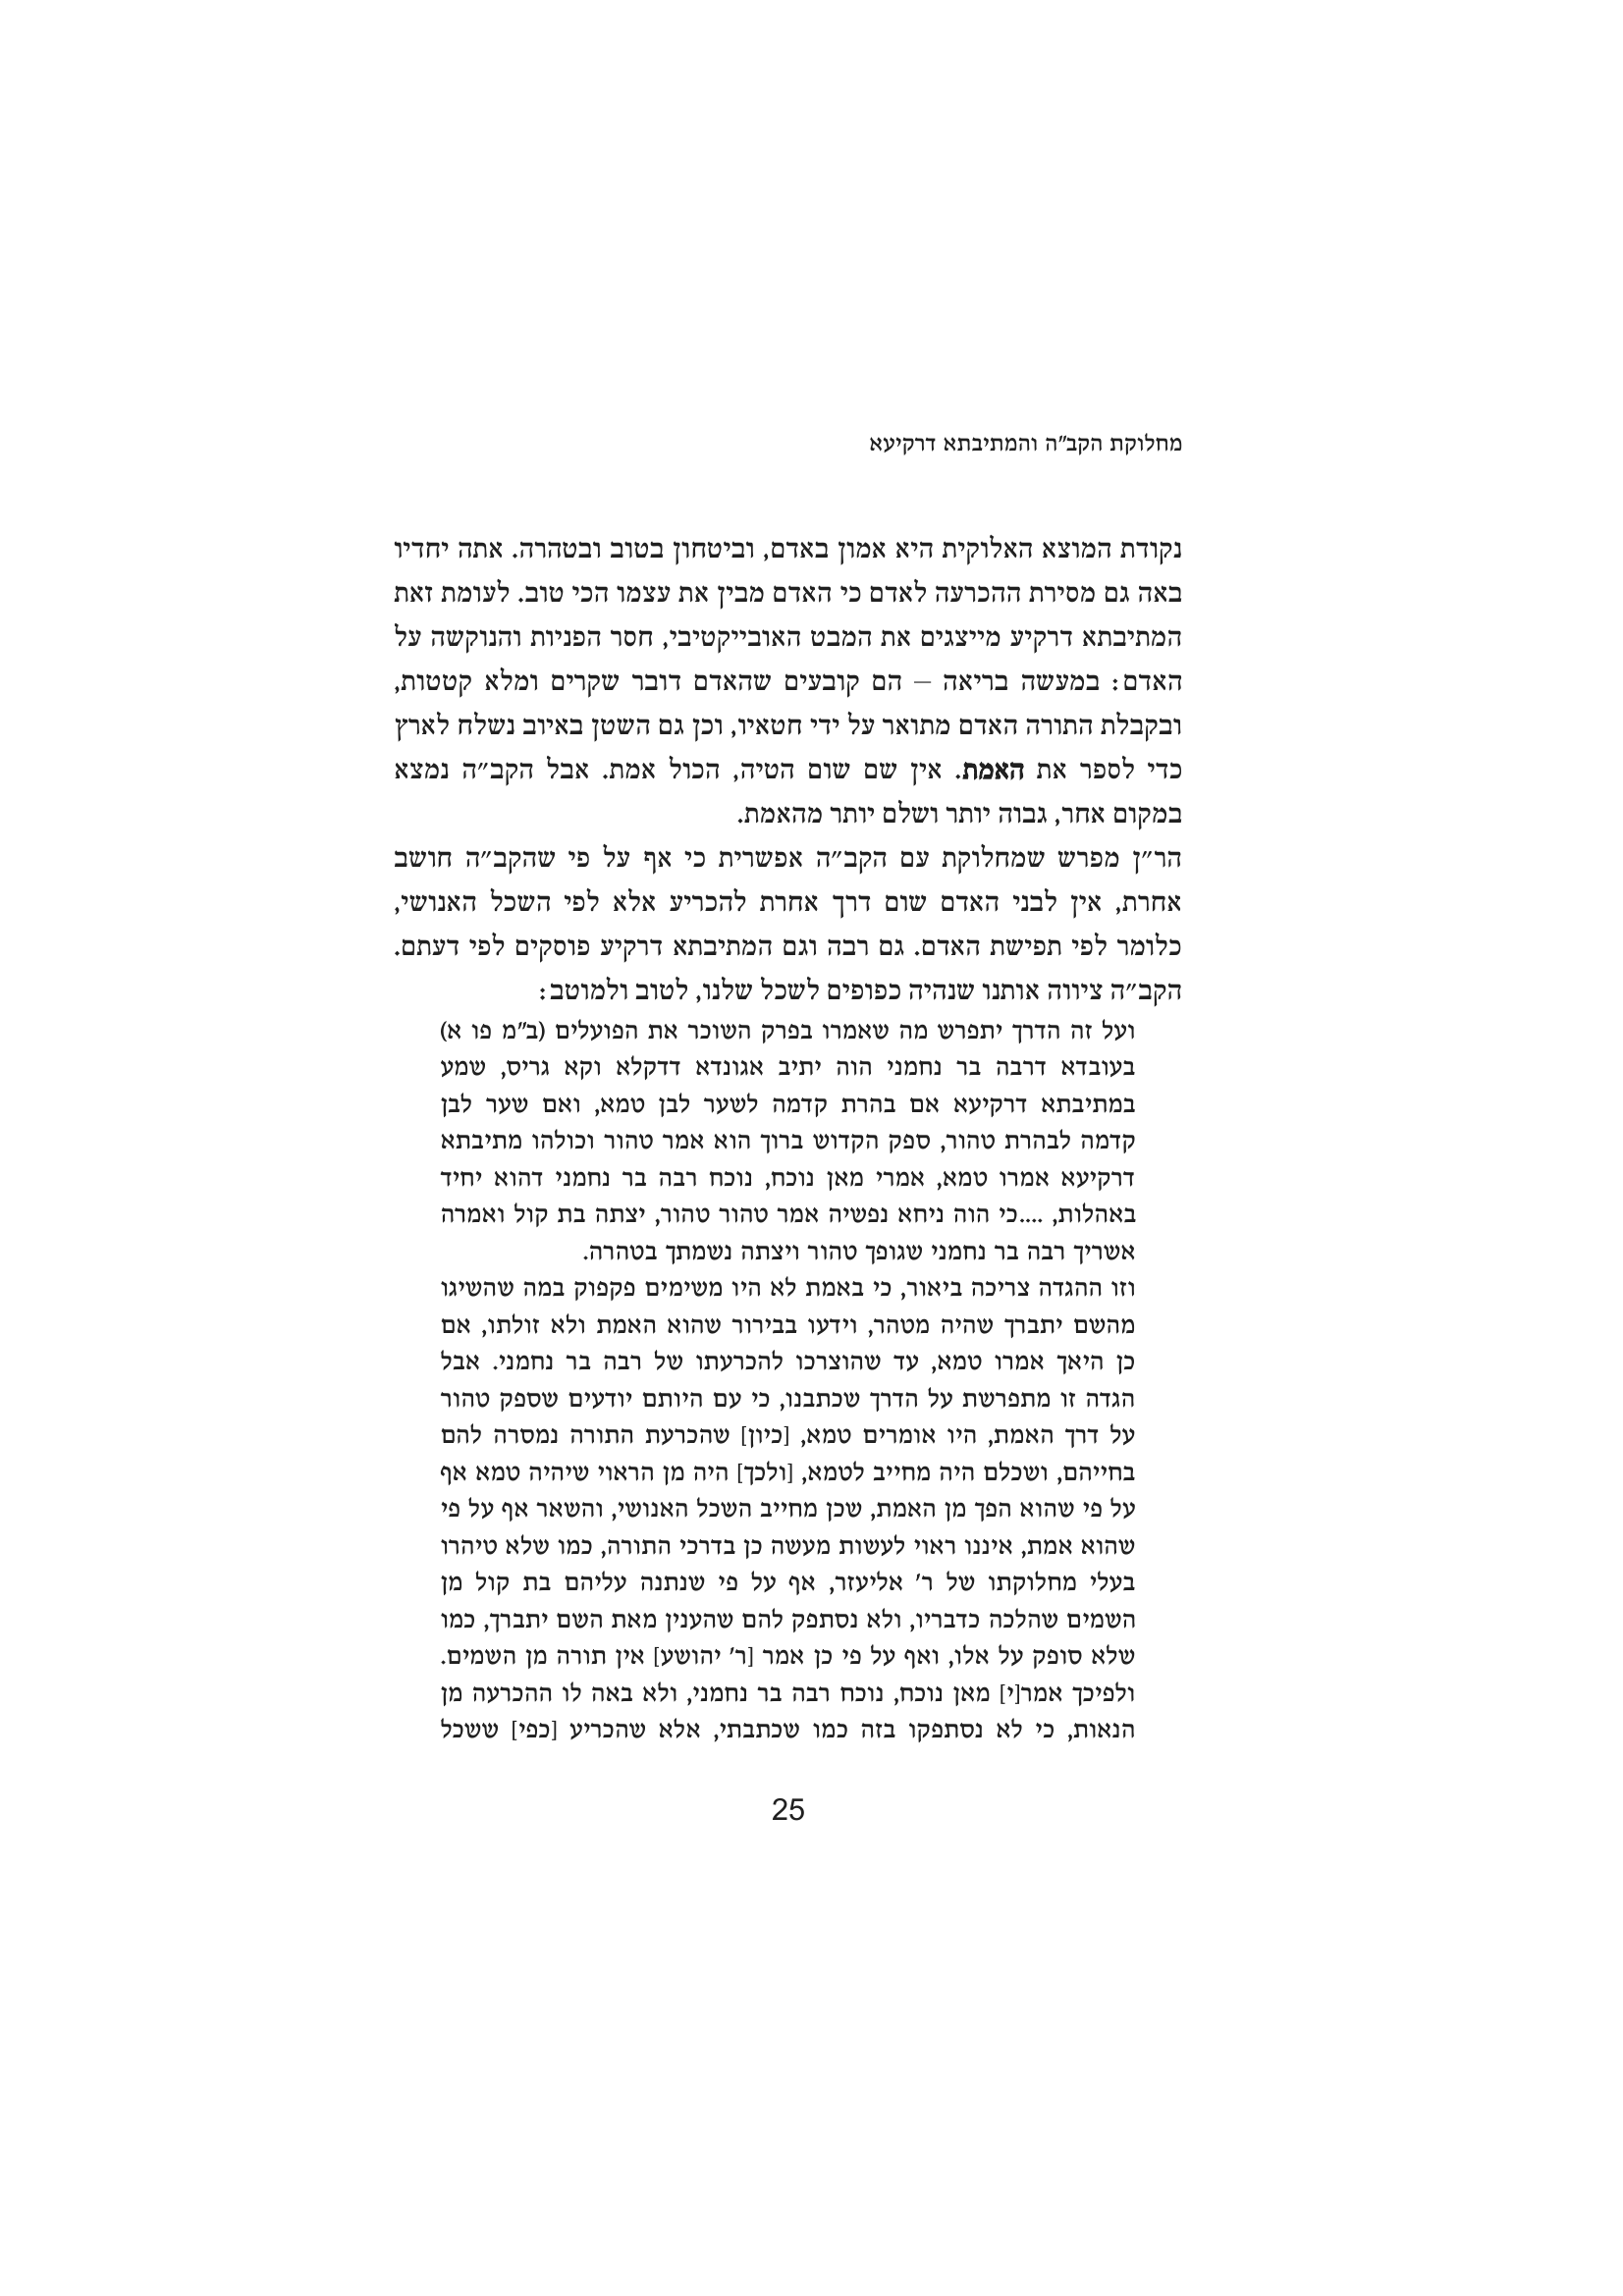 מחלוקת הקב״ה והמתיבתא דרקיעא
נקודת המוצא האלוקית היא אמון באדם, וביטחון בטוב ובטהרה. אתה יחדיו
באה גם מסירת ההכרעה לאדם כי האדם מבין את עצמו הכי טוב. לעומת זאת
המתיבתא דרקיע מייצגים את המבט האובייקטיבי, חסר הפניות והנוקשה על
האדם: במעשה בריאה – הם קובעים שהאדם דובר שקרים ומלא קטטות,
ובקבלת התורה האדם מתואר על ידי חטאיו, וכן גם השטן באיוב נשלח לארץ
כדי לספר את האמת. אין שם שום הטיה, הכול אמת. אבל הקב״ה נמצא
במקום אחר, גבוה יותר ושלם יותר מהאמת.
הר״ן מפרש שמחלוקת עם הקב״ה אפשרית כי אף על פי שהקב״ה חושב
אחרת, אין לבני האדם שום דרך אחרת להכריע אלא לפי השכל האנושי,
כלומר לפי תפישת האדם. גם רבה וגם המתיבתא דרקיע פוסקים לפי דעתם.
הקב״ה ציווה אותנו שנהיה כפופים לשכל שלנו, לטוב ולמוטב:
ועל זה הדרך יתפרש מה שאמרו בפרק השוכר את הפועלים (ב״מ פו א)
בעובדא דרבה בר נחמני הוה יתיב אגונדא דדקלא וקא גריס, שמע
במתיבתא דרקיעא אם בהרת קדמה לשער לבן טמא, ואם שער לבן
קדמה לבהרת טהור, ספק הקדוש ברוך הוא אמר טהור וכולהו מתיבתא
דרקיעא אמרו טמא, אמרי מאן נוכח, נוכח רבה בר נחמני דהוא יחיד
באהלות, ....כי הוה ניחא נפשיה אמר טהור טהור, יצתה בת קול ואמרה
אשריך רבה בר נחמני שגופך טהור ויצתה נשמתך בטהרה.
וזו ההגדה צריכה ביאור, כי באמת לא היו משימים פקפוק במה שהשיגו
מהשם יתברך שהיה מטהר, וידעו בבירור שהוא האמת ולא זולתו, אם
כן היאך אמרו טמא, עד שהוצרכו להכרעתו של רבה בר נחמני. אבל
הגדה זו מתפרשת על הדרך שכתבנו, כי עם היותם יודעים שספק טהור
על דרך האמת, היו אומרים טמא, [כיון] שהכרעת התורה נמסרה להם
בחייהם, ושכלם היה מחייב לטמא, [ולכך] היה מן הראוי שיהיה טמא אף
על פי שהוא הפך מן האמת, שכן מחייב השכל האנושי, והשאר אף על פי
שהוא אמת, איננו ראוי לעשות מעשה כן בדרכי התורה, כמו שלא טיהרו
בעלי מחלוקתו של ר׳ אליעזר, אף על פי שנתנה עליהם בת קול מן
השמים שהלכה כדבריו, ולא נסתפק להם שהענין מאת השם יתברך, כמו
שלא סופק על אלו, ואף על פי כן אמר [ר׳ יהושע] אין תורה מן השמים.
ולפיכך אמר[י] מאן נוכח, נוכח רבה בר נחמני, ולא באה לו ההכרעה מן
הנאות, כי לא נסתפקו בזה כמו שכתבתי, אלא שהכריע [כפי] ששכל
25